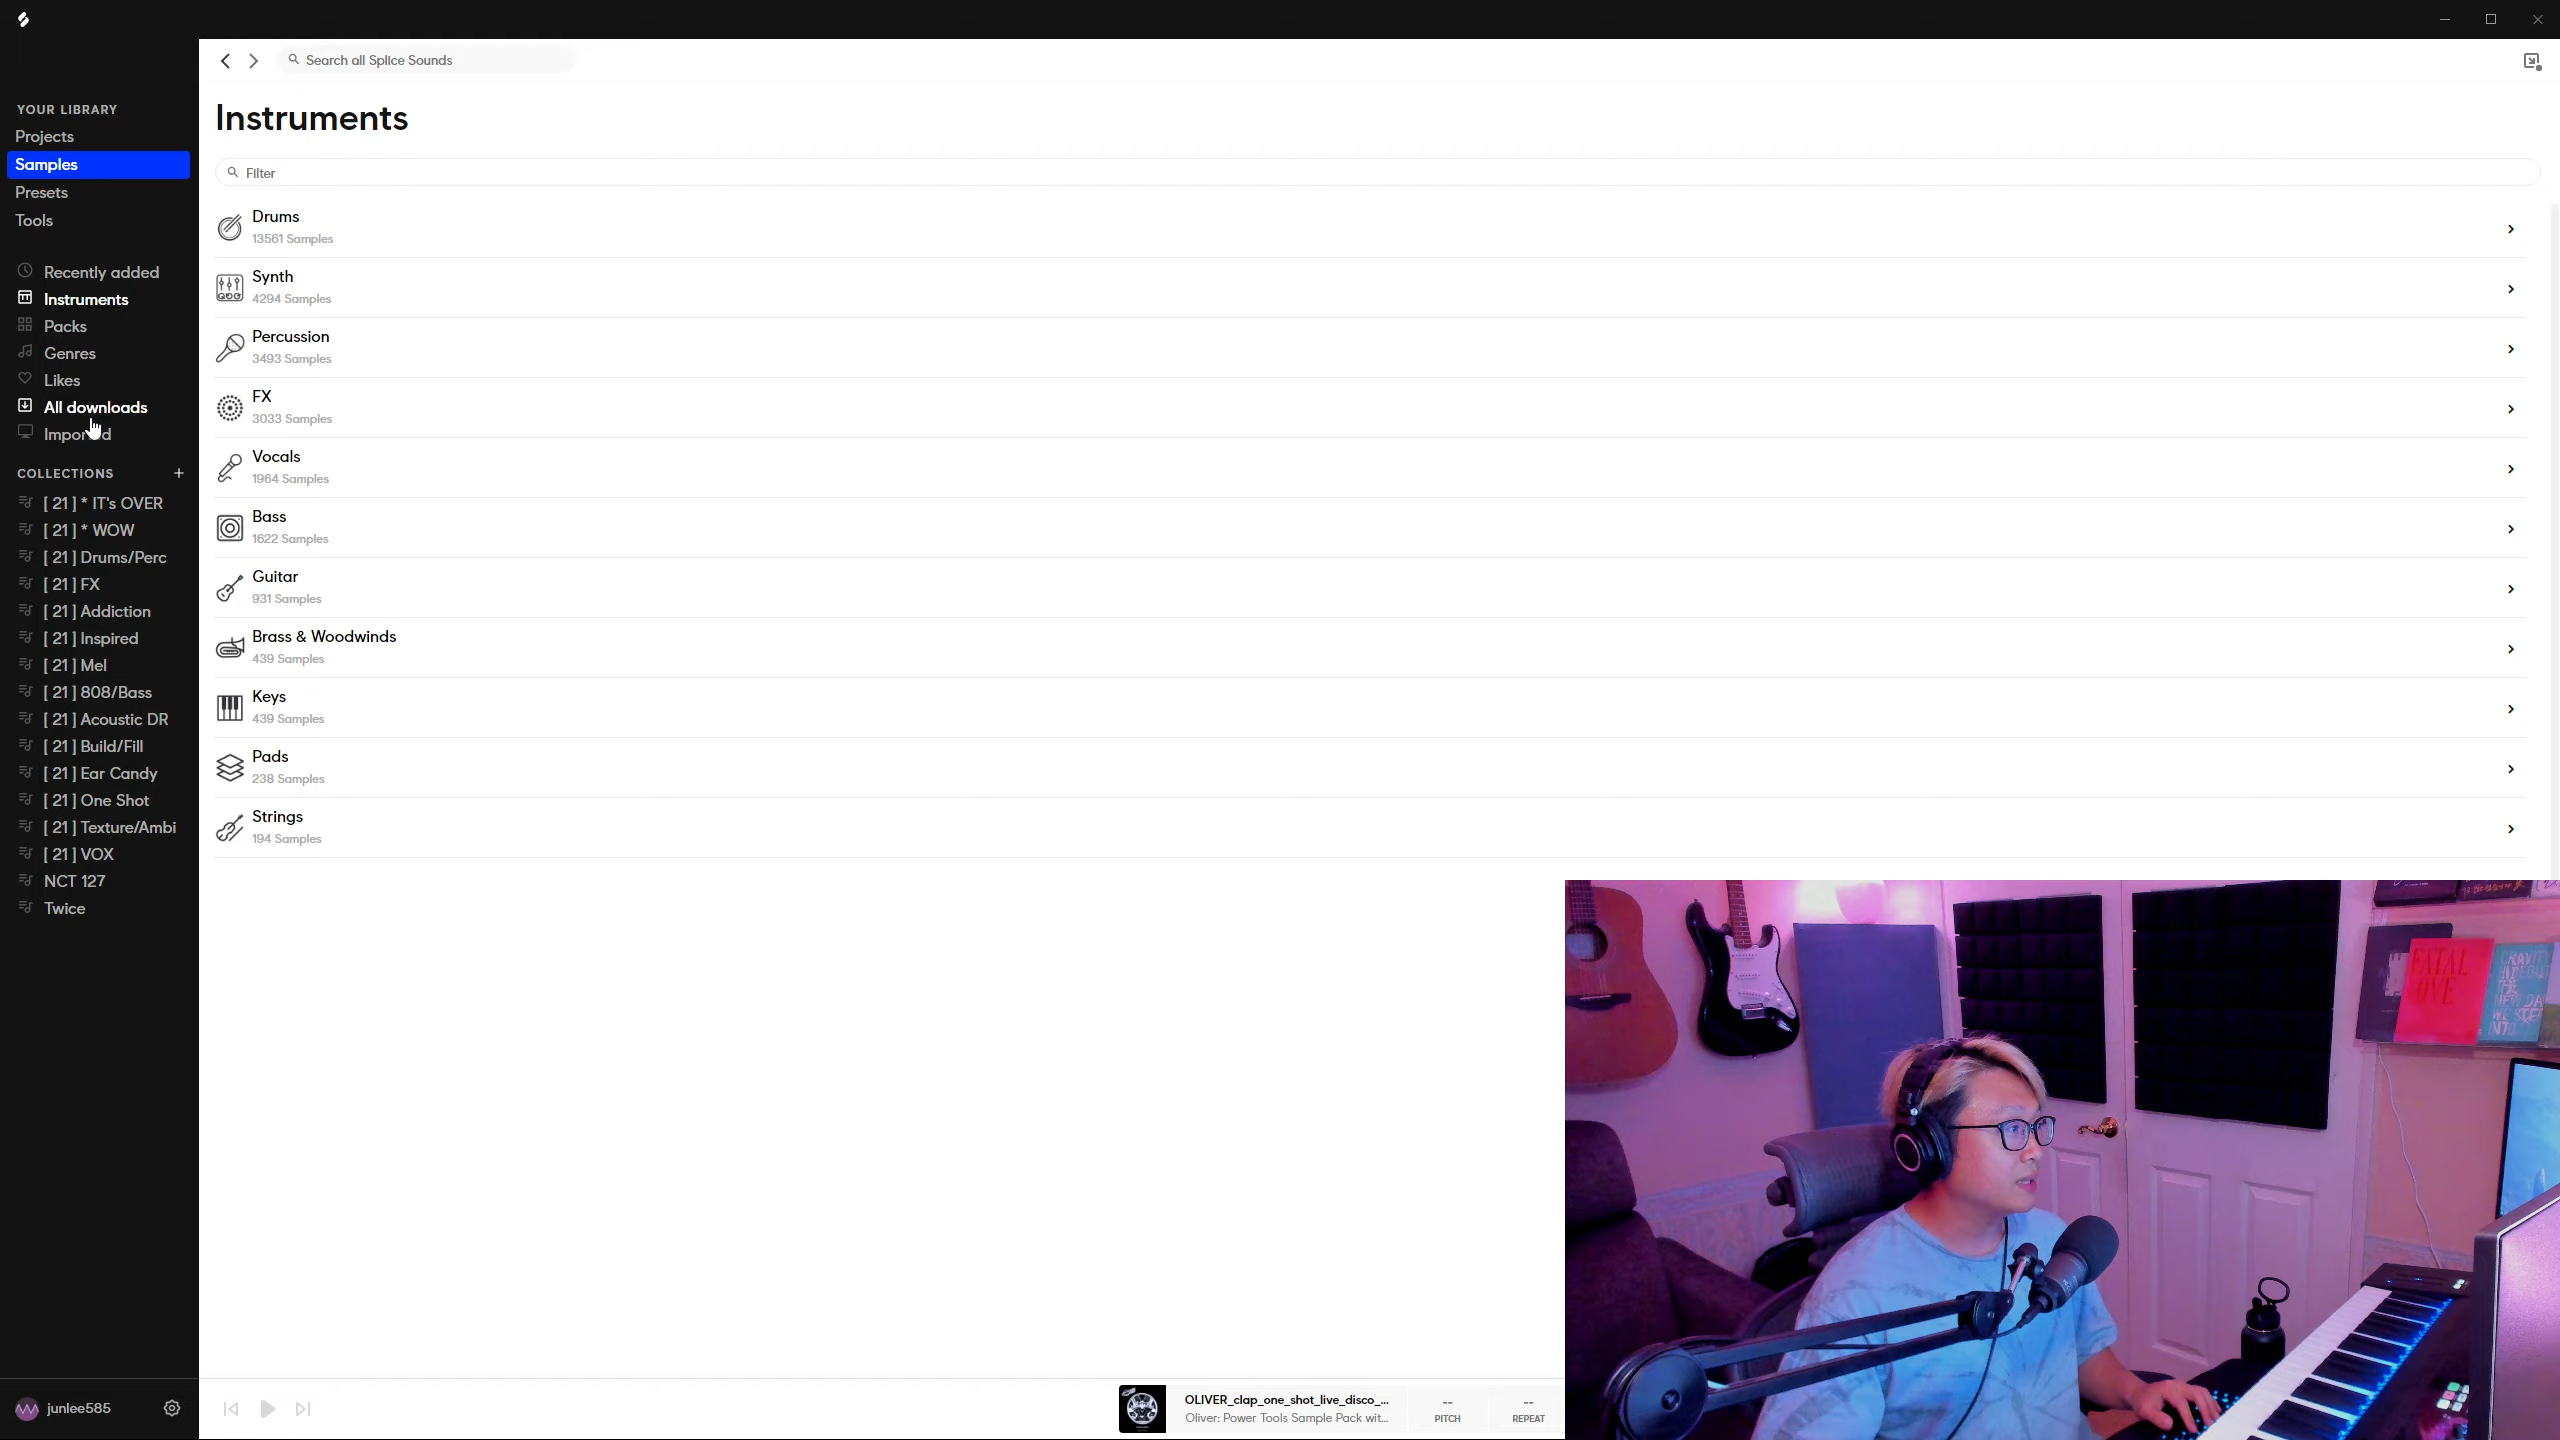 Search all Splice Sounds
YOUR LIBRARY
Projects
Samples
Presets
Tools
Recently added
Instruments
Packs
Genres
Likes
All downloads
COLLECTIONS +
[ 21 ] * IT's OVER
[ 21 ] * WOW
[ 21 ] Drums/Perc
[ 21 ] FX
[ 21 ] Addiction
[ 21 ] Inspired
[ 21 ] Mel
[ 21 ] 808/Bass
[ 21 ] Acoustic DR
[ 21 ] Build/Fill
[ 21 ] Ear Candy
[ 21 ] One Shot
[ 21 ] Texture/Ambi
[ 21 ] VOX
NCT 127
Twice
junlee585
Instruments
Filter
Drums
13561 Samples
Synth
4294 Samples
Percussion
3493 Samples
FX
3033 Samples
Vocals
1964 Samples
Bass
1622 Samples
Guitar
931 Samples
Brass & Woodwinds
439 Samples
Keys
439 Samples
Pads
238 Samples
Strings
194 Samples
OLIVER_clap_one_shot_live_disco_...
Oliver: Power Tools Sample Pack wit...
--
PITCH
--
REPEAT
FATAL
LOVE